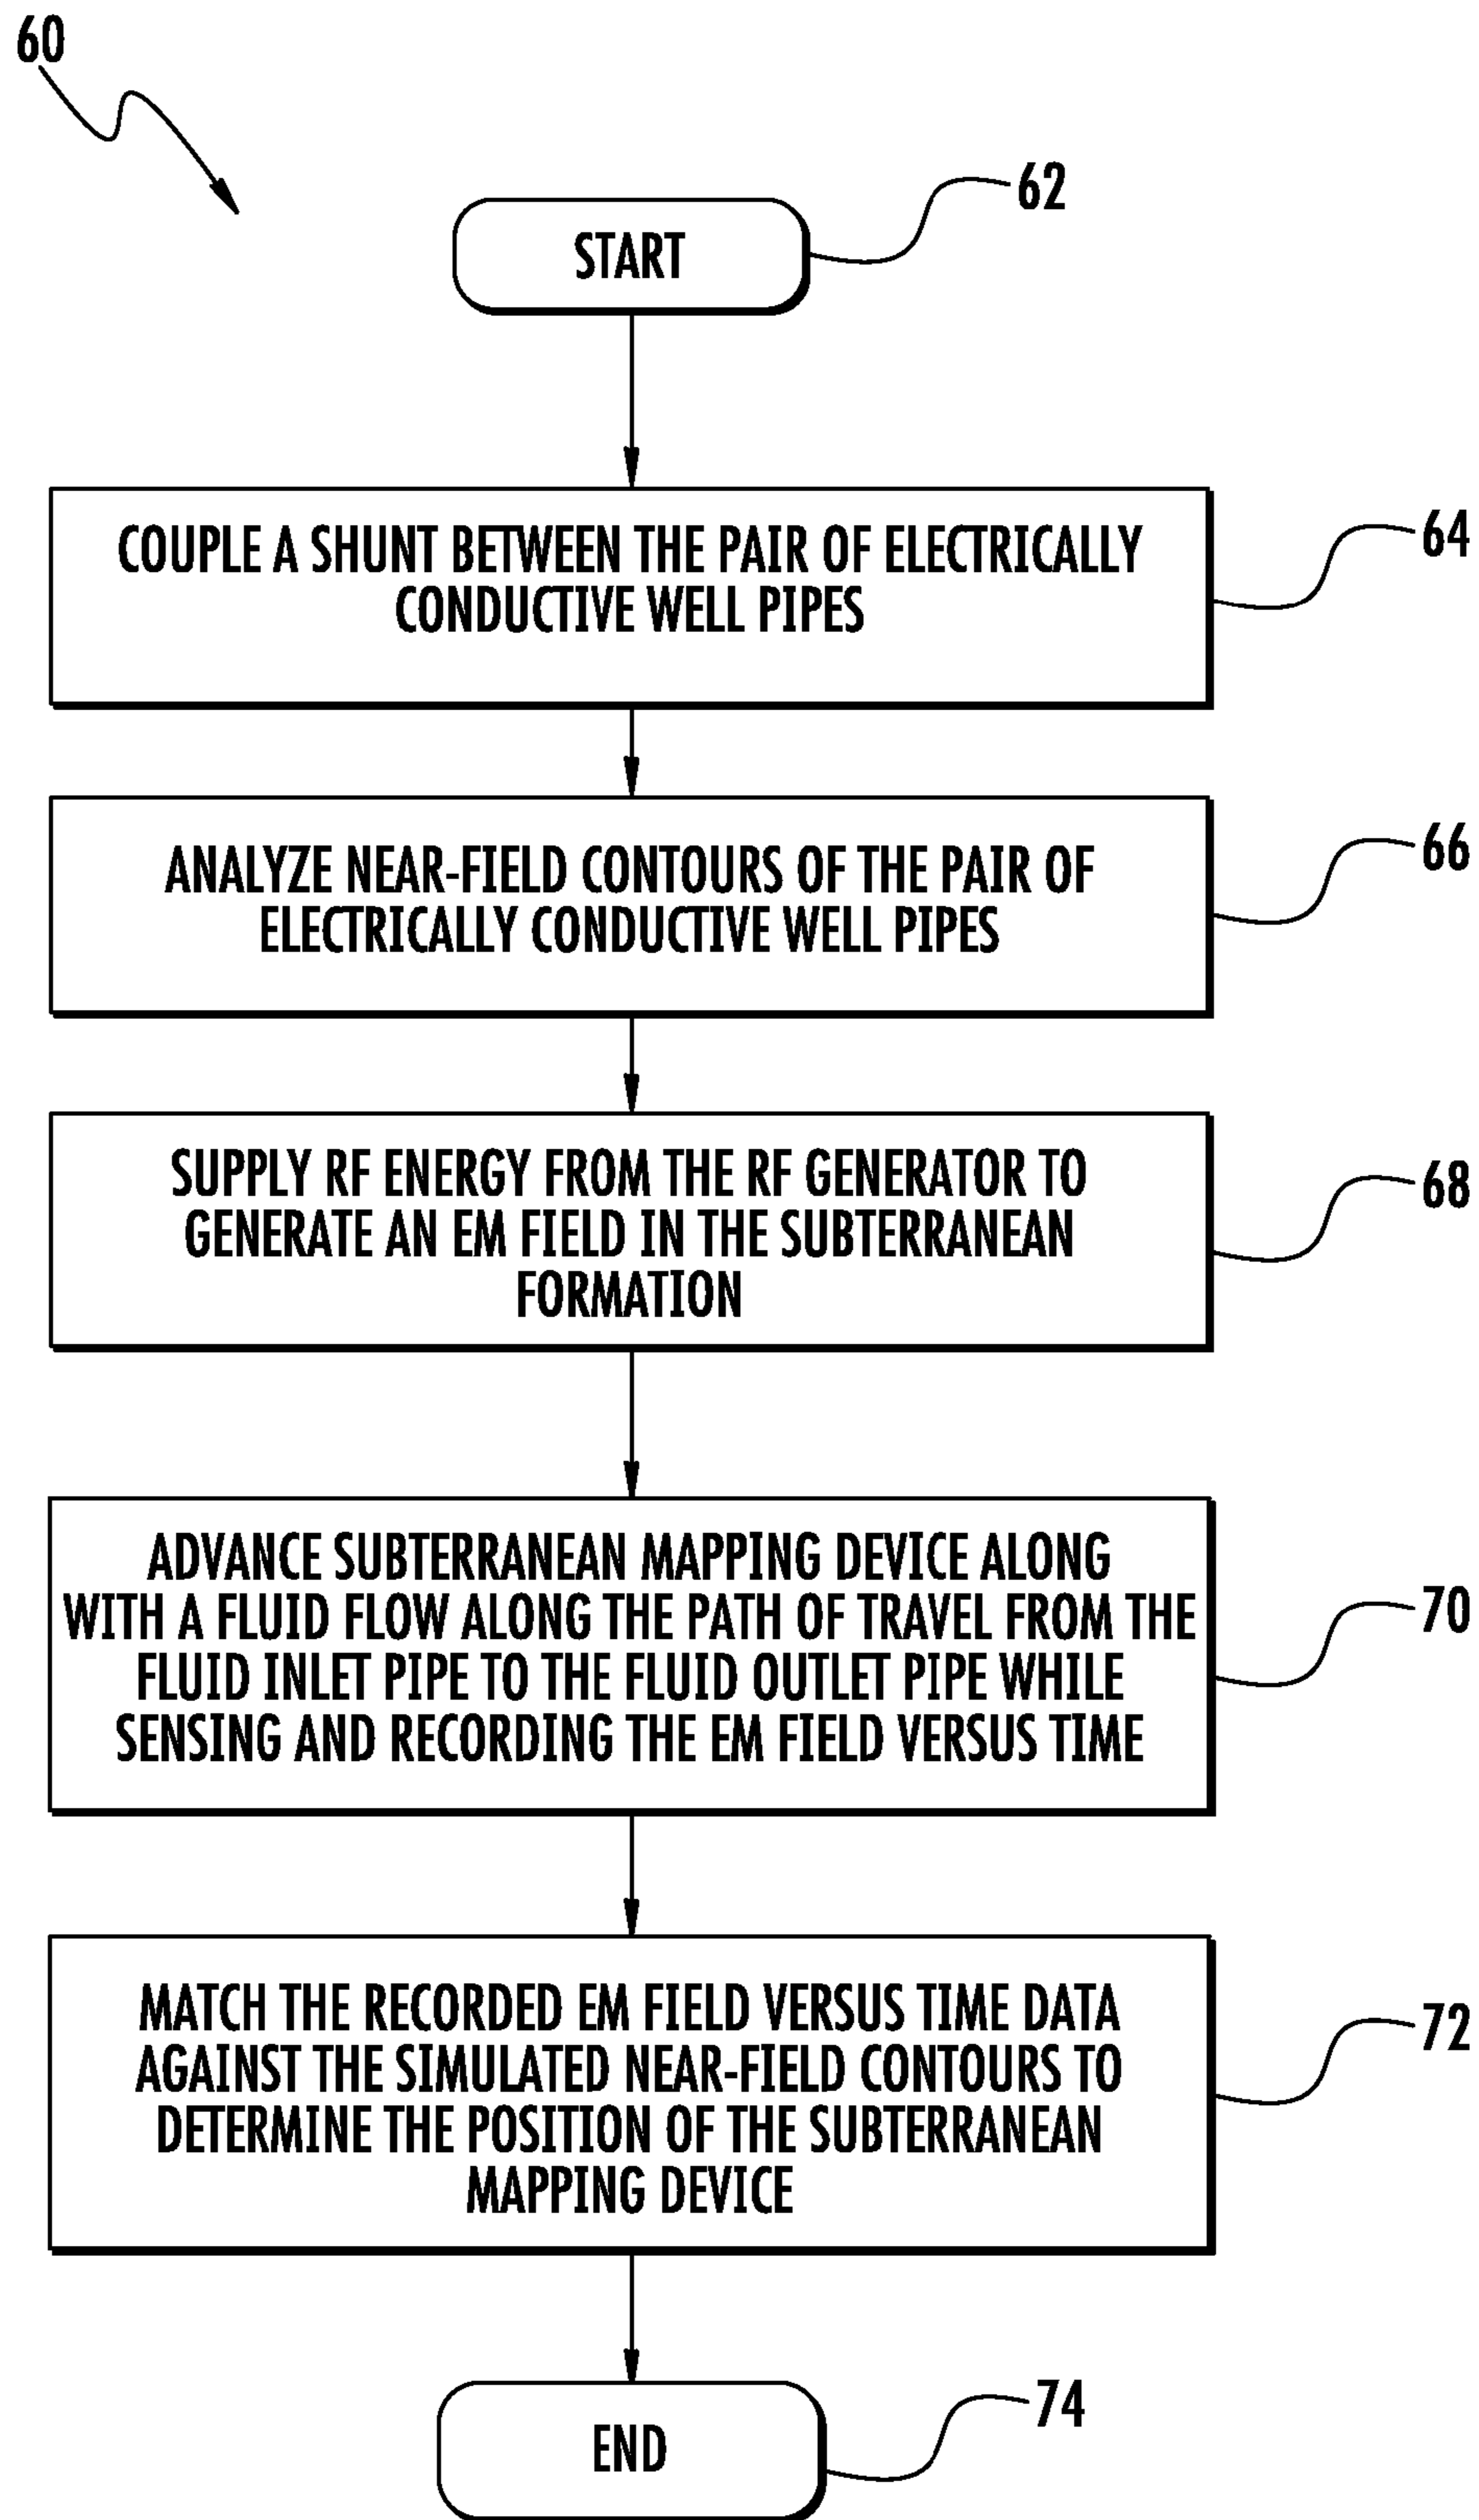 60
62
START
COUPLE A SHUNT BETWEEN THE PAIR OF ELECTRICALLY
CONDUCTIVE WELL PIPES
64
ANALYZE NEAR-FIELD CONTOURS OF THE PAIR OF
ELECTRICALLY CONDUCTIVE WELL PIPES
66
SUPPLY RF ENERGY FROM THE RF GENERATOR TO
GENERATE AN EM FIELD IN THE SUBTERRANEAN
FORMATION
68
ADVANCE SUBTERRANEAN MAPPING DEVICE ALONG
WITH A FLUID FLOW ALONG THE PATH OF TRAVEL FROM THE
FLUID INLET PIPE TO THE FLUID OUTLET PIPE WHILE
SENSING AND RECORDING THE EM FIELD VERSUS TIME
70
MATCH THE RECORDED EM FIELD VERSUS TIME DATA
AGAINST THE SIMULATED NEAR-FIELD CONTOURS TO
DETERMINE THE POSITION OF THE SUBTERRANEAN
MAPPING DEVICE
72
END
74